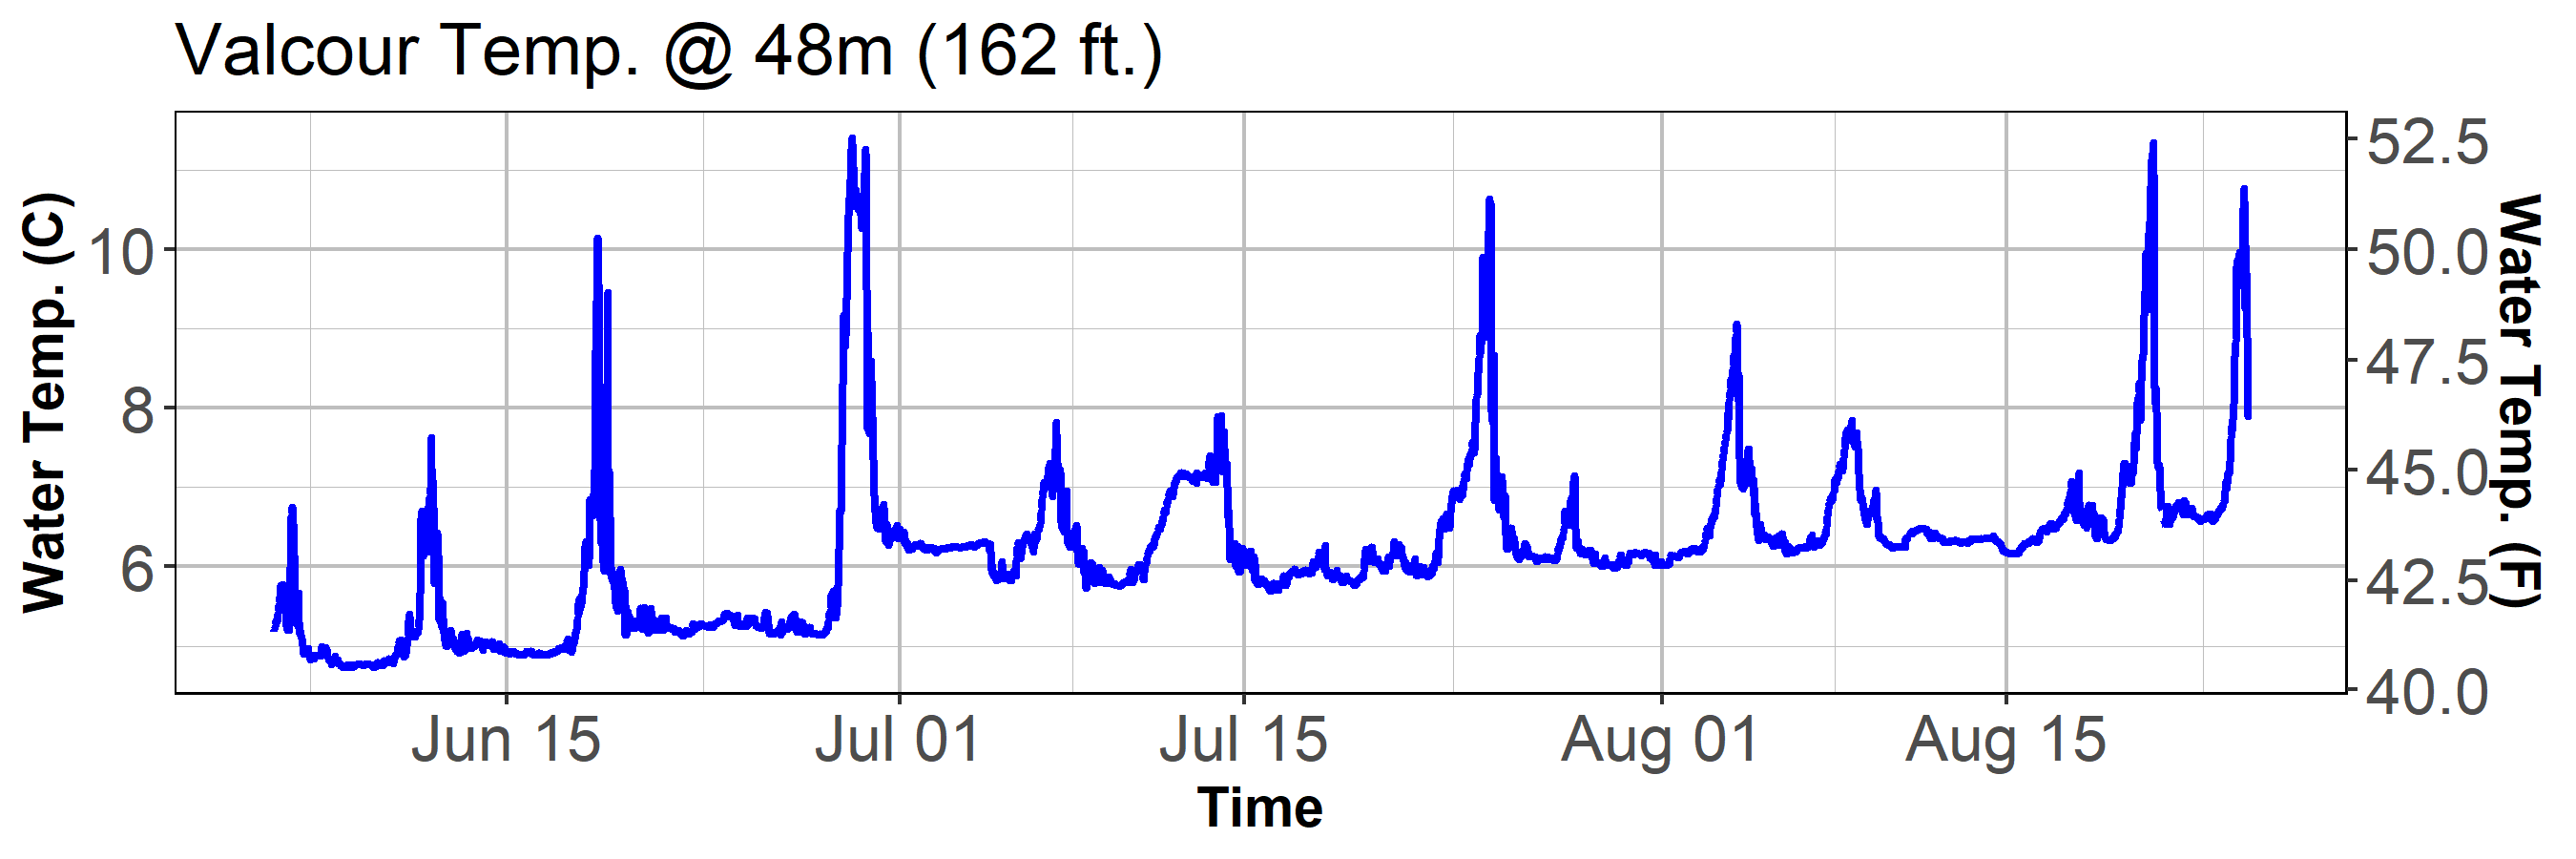 Valcour Temp. @ 48m (162 ft.)
Water Temp. (C)
10
8
6
52.5
50.0
47.5
45.0
42.5
40.0
Water Temp. (F)
Jun 15
Jul 01
Jul 15
Aug 01
Aug 15
Time